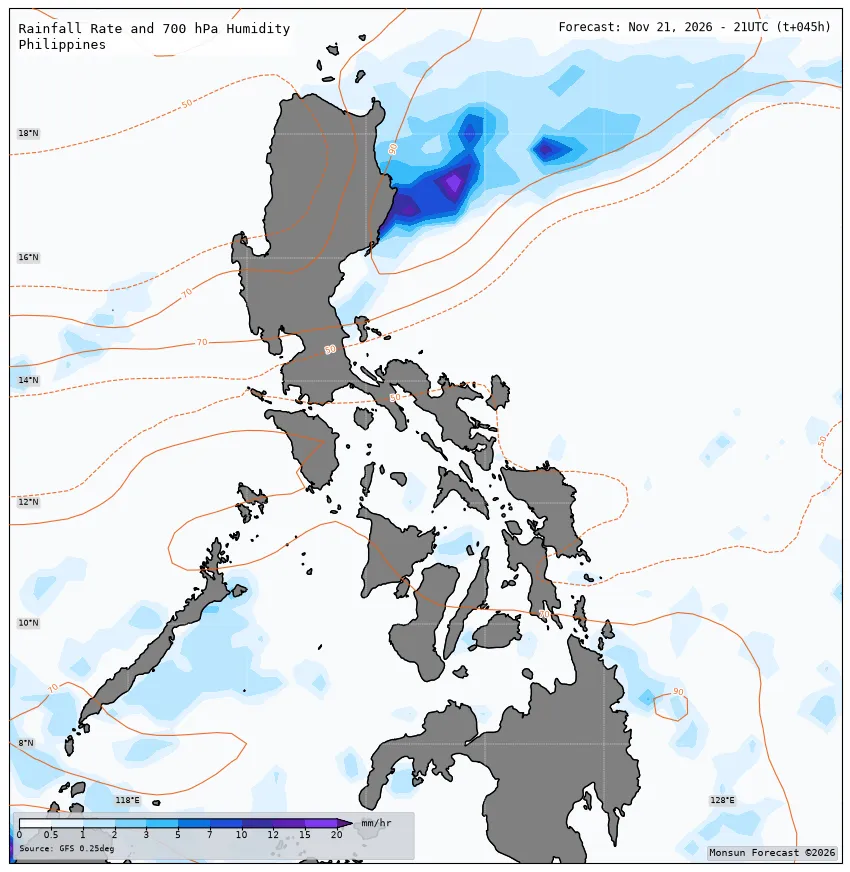 Rainfall Rate and 700 hPa Humidity
Philippines
Forecast: Nov 21, 2026 - 21UTC (t+045h)
50
90
18°N
16°N
70
70
50
14°N
50
50
12°N
10°N
70
70
90
8°N
118°E
128°E
0 0.5 1 2 3 5 7 10 12 15 20 mm/hr
Source: GFS 0.25deg
Monsun Forecast ©2026